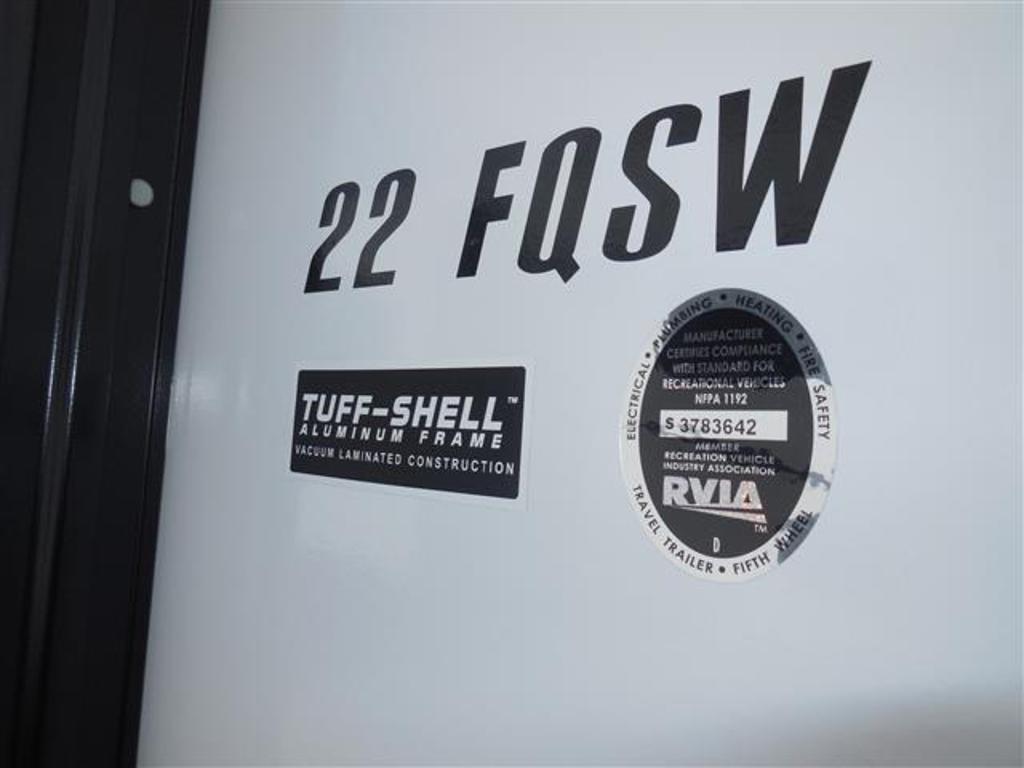 22 FQSW
TUFF-SHELL™
ALUMINUM FRAME
VACUUM LAMINATED CONSTRUCTION
ELECTRICAL • PLUMBING • HEATING • FIRE SAFETY
MANUFACTURER
CERTIFIES COMPLIANCE
WITH STANDARD FOR
RECREATIONAL VEHICLES
NFPA 1192
S 3783642
MEMBER
RECREATION VEHICLE
INDUSTRY ASSOCIATION
RVIA
TM
D
TRAVEL TRAILER • FIFTH WHEEL